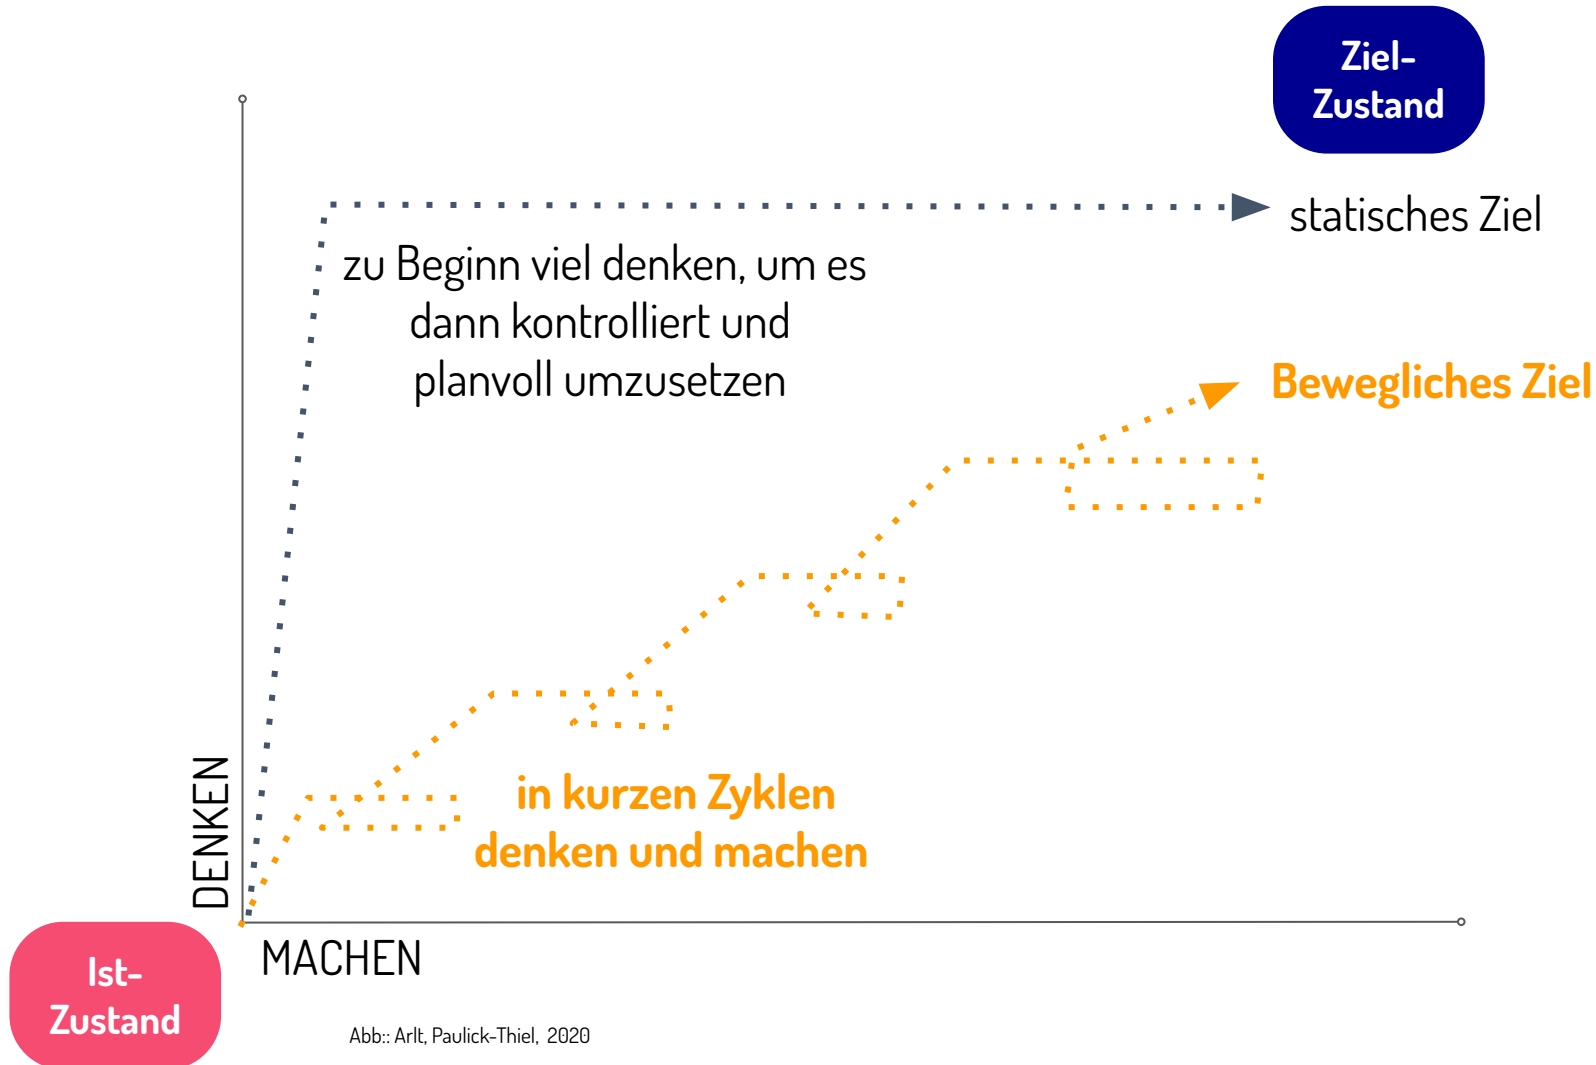 Ziel-
Zustand
statisches Ziel
zu Beginn viel denken, um es
dann kontrolliert und
planvoll umzusetzen
Bewegliches Ziel
DENKEN
in kurzen Zyklen
denken und machen
MACHEN
Ist-
Zustand
Abb:: Arlt, Paulick-Thiel, 2020